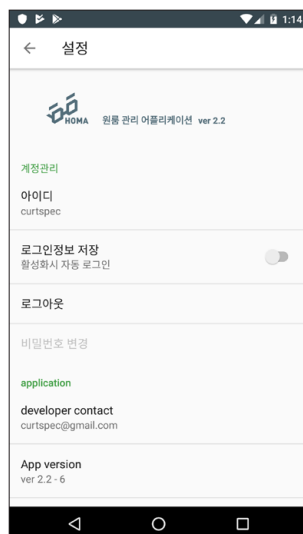 1:14
설정
HOMA 원룸 관리 어플리케이션 ver 2.2
계정관리
아이디
curtspec
로그인정보 저장
활성화시 자동 로그인
로그아웃
비밀번호 변경
application
developer contact
curtspec@gmail.com
App version
ver 2.2 - 6